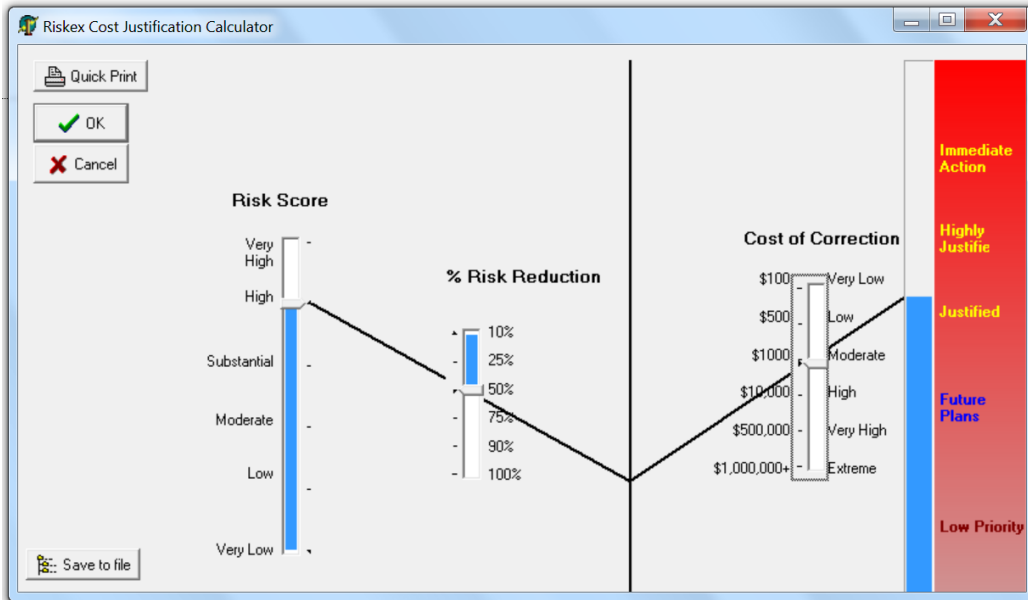 Riskex Cost Justification Calculator
Quick Print
OK
Cancel
Risk Score
Very
High
High
Substantial
Moderate
Low
Very Low
% Risk Reduction
10%
25%
50%
75%
90%
100%
Cost of Correction
$100 Very Low
$500 Low
$1000 Moderate
$10,000 High
$500,000 Very High
$1,000,000+ Extreme
Immediate
Action
Highly
Justifie
Justified
Future
Plans
Low Priority
Save to file